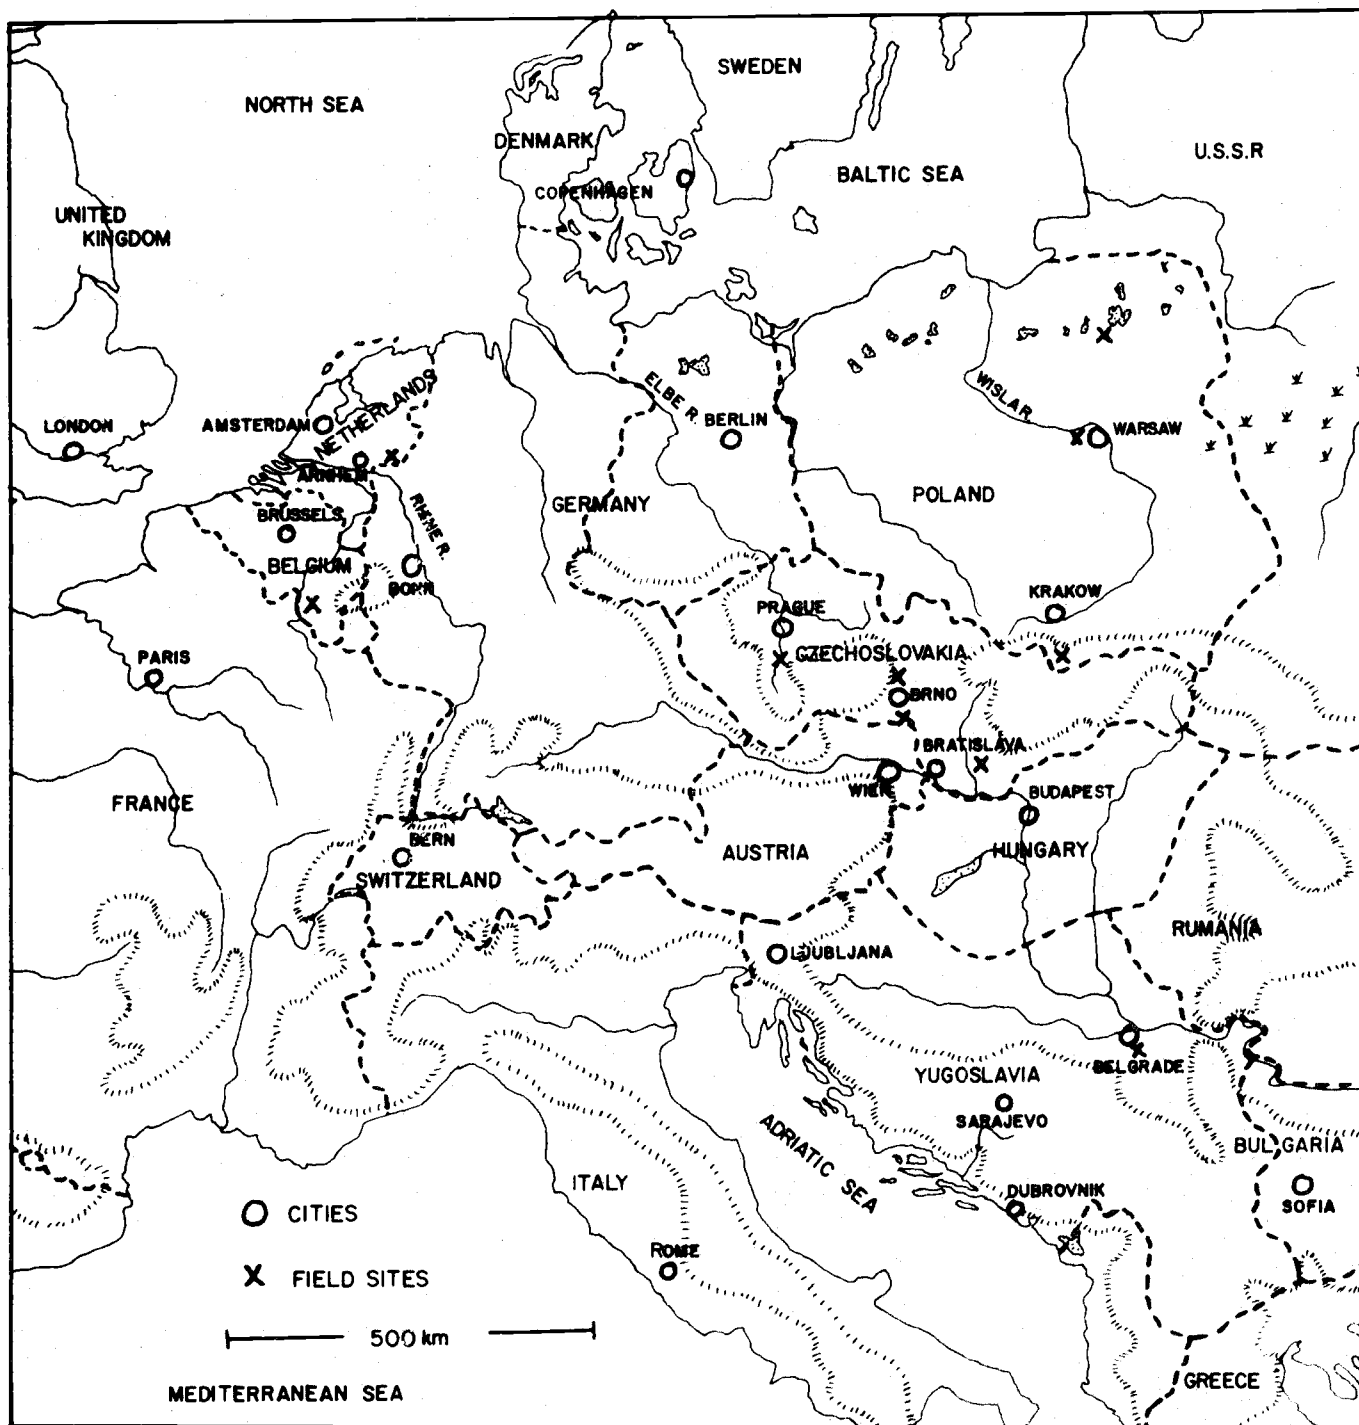 SWEDEN
NORTH SEA
DENMARK
U.S.S.R
BALTIC SEA
COPENHAGEN
UNITED
KINGDOM
NETHERLANDS
ELBE R.
WISLA R.
LONDON
AMSTERDAM
BERLIN
WARSAW
ARNHEM
GERMANY
POLAND
BRUSSELS
RHINE R.
BELGIUM
BONN
KRAKOW
PRAGUE
PARIS
CZECHOSLOVAKIA
BRNO
BRATISLAVA
WIEN
BUDAPEST
FRANCE
BERN
AUSTRIA
HUNGARY
SWITZERLAND
RUMANIA
LJUBLJANA
BELGRADE
YUGOSLAVIA
SARAJEVO
ADRIATIC SEA
BULGARIA
ITALY
DUBROVNIK
SOFIA
CITIES
ROME
FIELD SITES
500 km
GREECE
MEDITERRANEAN SEA